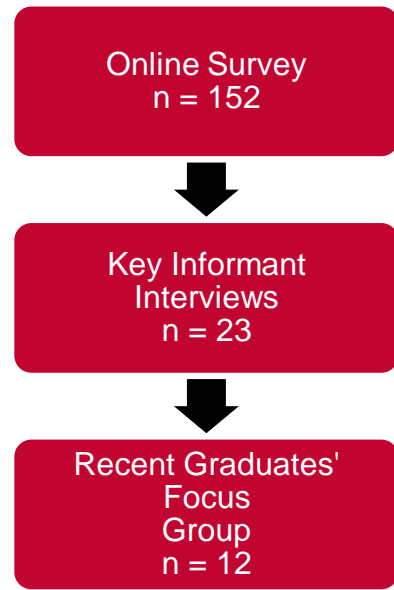 Online Survey
n = 152
Key Informant
Interviews
n = 23
Recent Graduates'
Focus
Group
n = 12